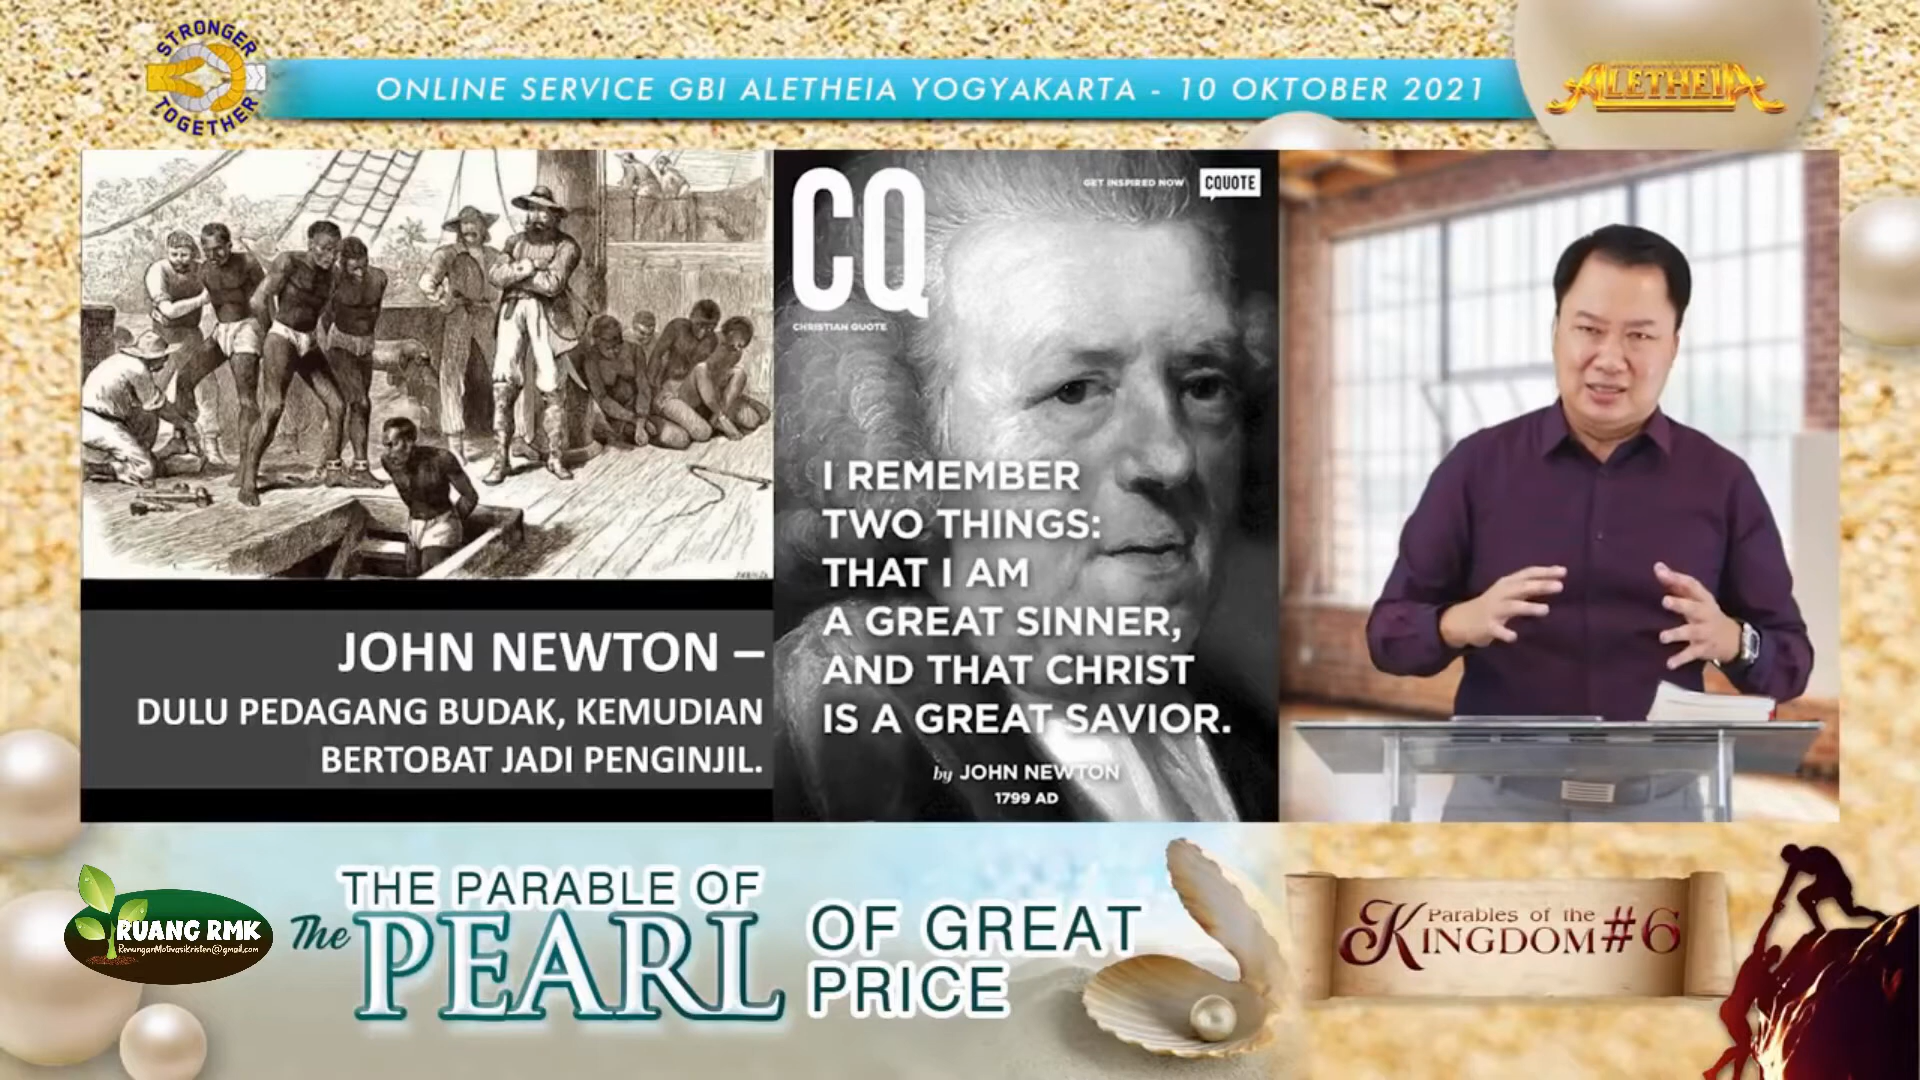 STRONGER
TOGETHER
ONLINE SERVICE GBI ALETHEIA YOGYAKARTA - 10 OKTOBER 2021
ALETHEIA
CQ
CHRISTIAN QUOTE
GET INSPIRED NOW
CQUOTE
I REMEMBER
TWO THINGS:
THAT I AM
A GREAT SINNER,
AND THAT CHRIST
IS A GREAT SAVIOR.
by JOHN NEWTON
1799 AD
JOHN NEWTON –
DULU PEDAGANG BUDAK, KEMUDIAN
BERTOBAT JADI PENGINJIL.
RUANG RMK
RenunganMotivasiKristen@gmail.com
THE PARABLE OF
The PEARL
OF GREAT
PRICE
Parables of the
KINGDOM #6